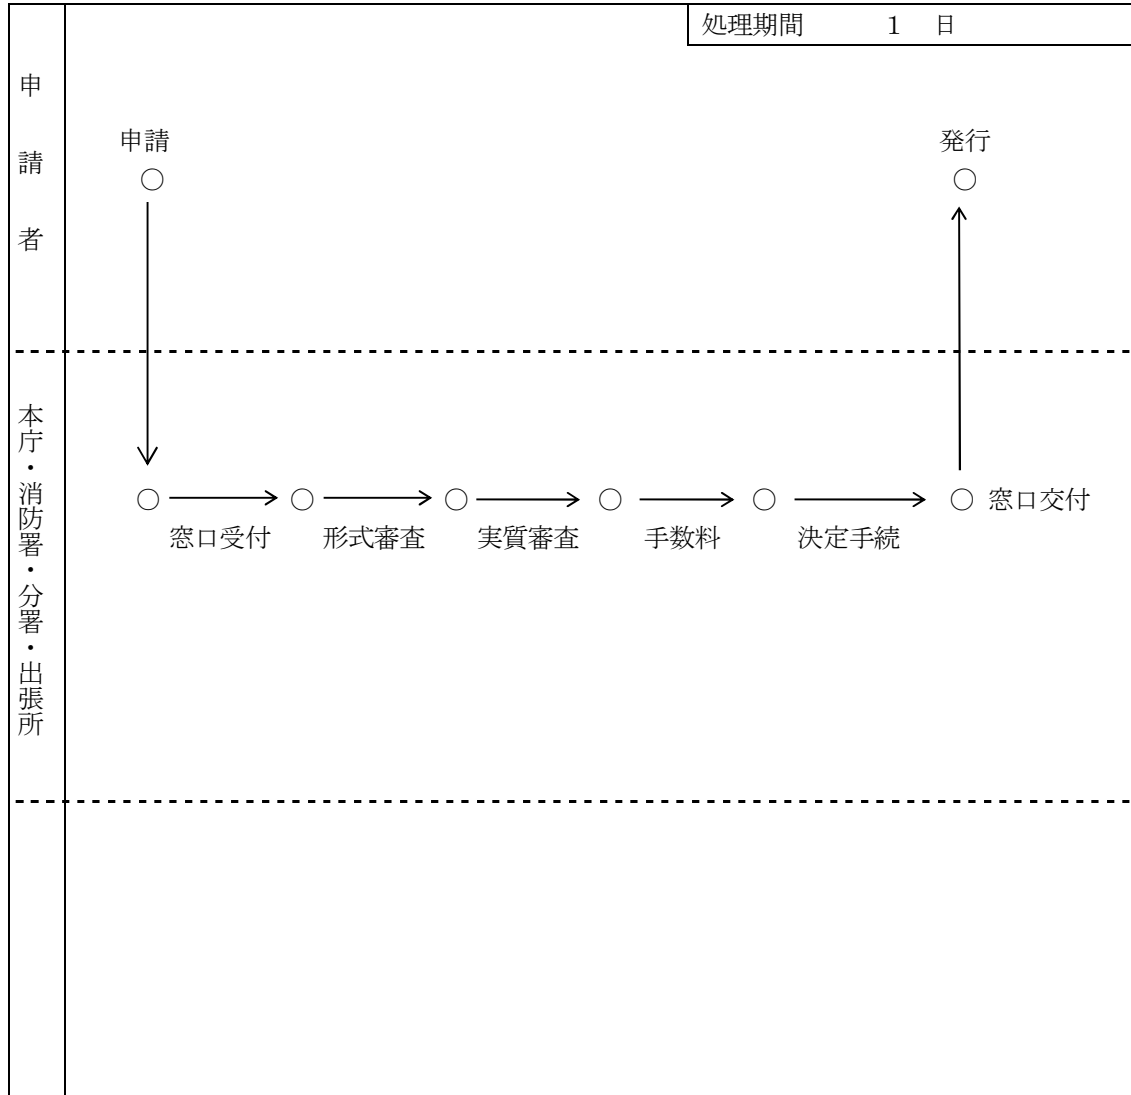 処理期間 1 日
申請者
申請
発行
本庁・消防署・分署・出張所
窓口交付
窓口受付
形式審査
実質審査
手数料
決定手続